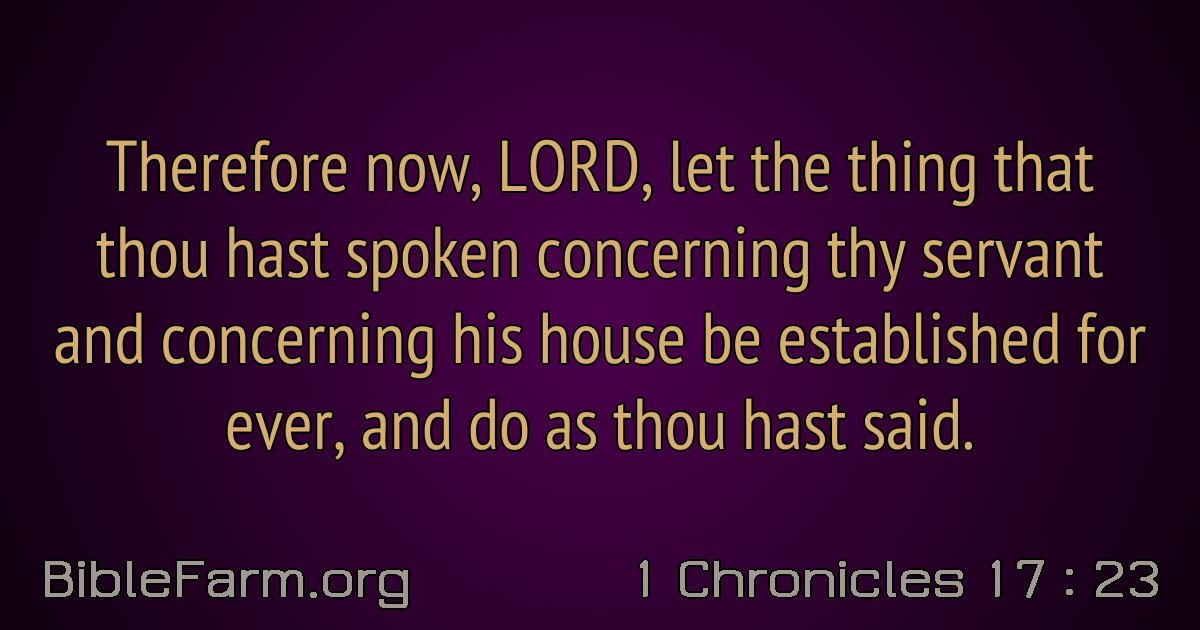 Therefore now, LORD, let the thing that
thou hast spoken concerning thy servant
and concerning his house be established for
ever, and do as thou hast said.
BibleFarm.org
1 Chronicles 17 : 23